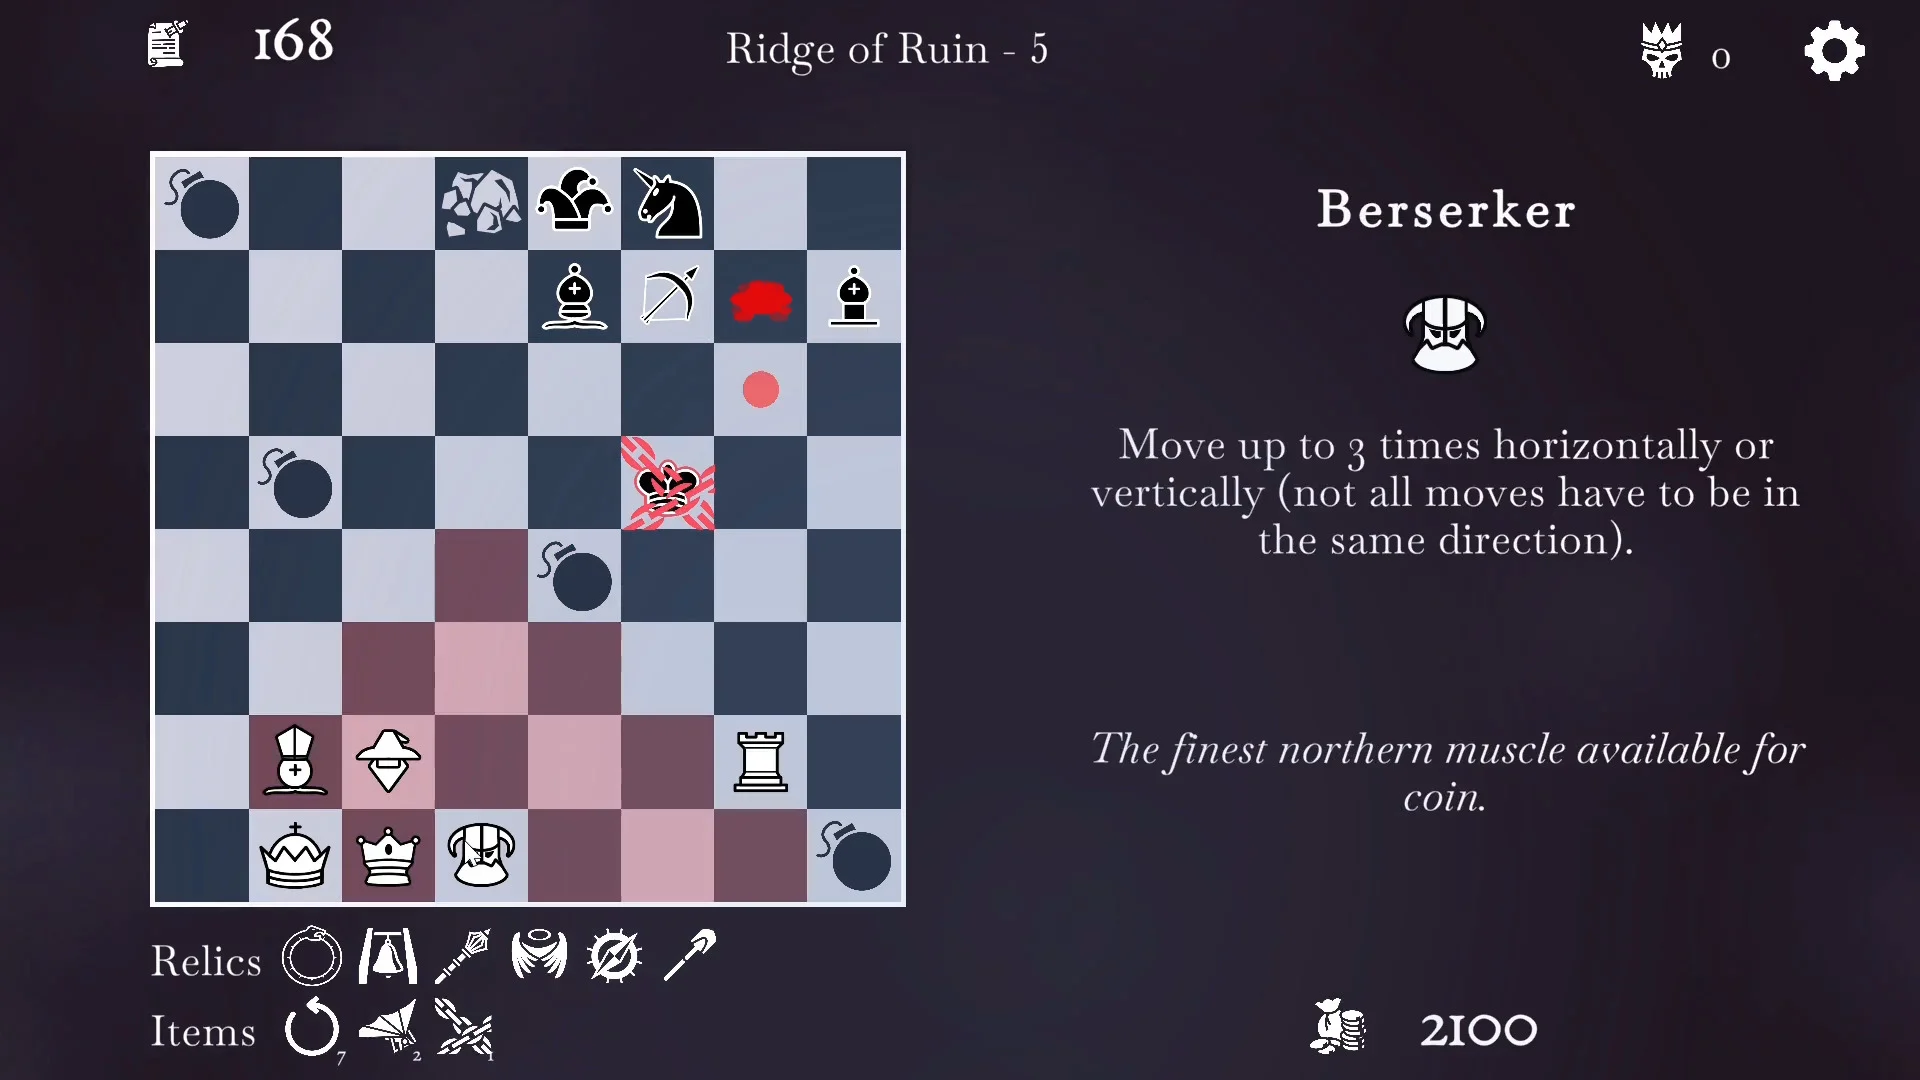 168
Ridge of Ruin - 5
0
Berserker
Move up to 3 times horizontally or
vertically (not all moves have to be in
the same direction).
The finest northern muscle available for
coin.
Relics
Items
7
2
1
2100